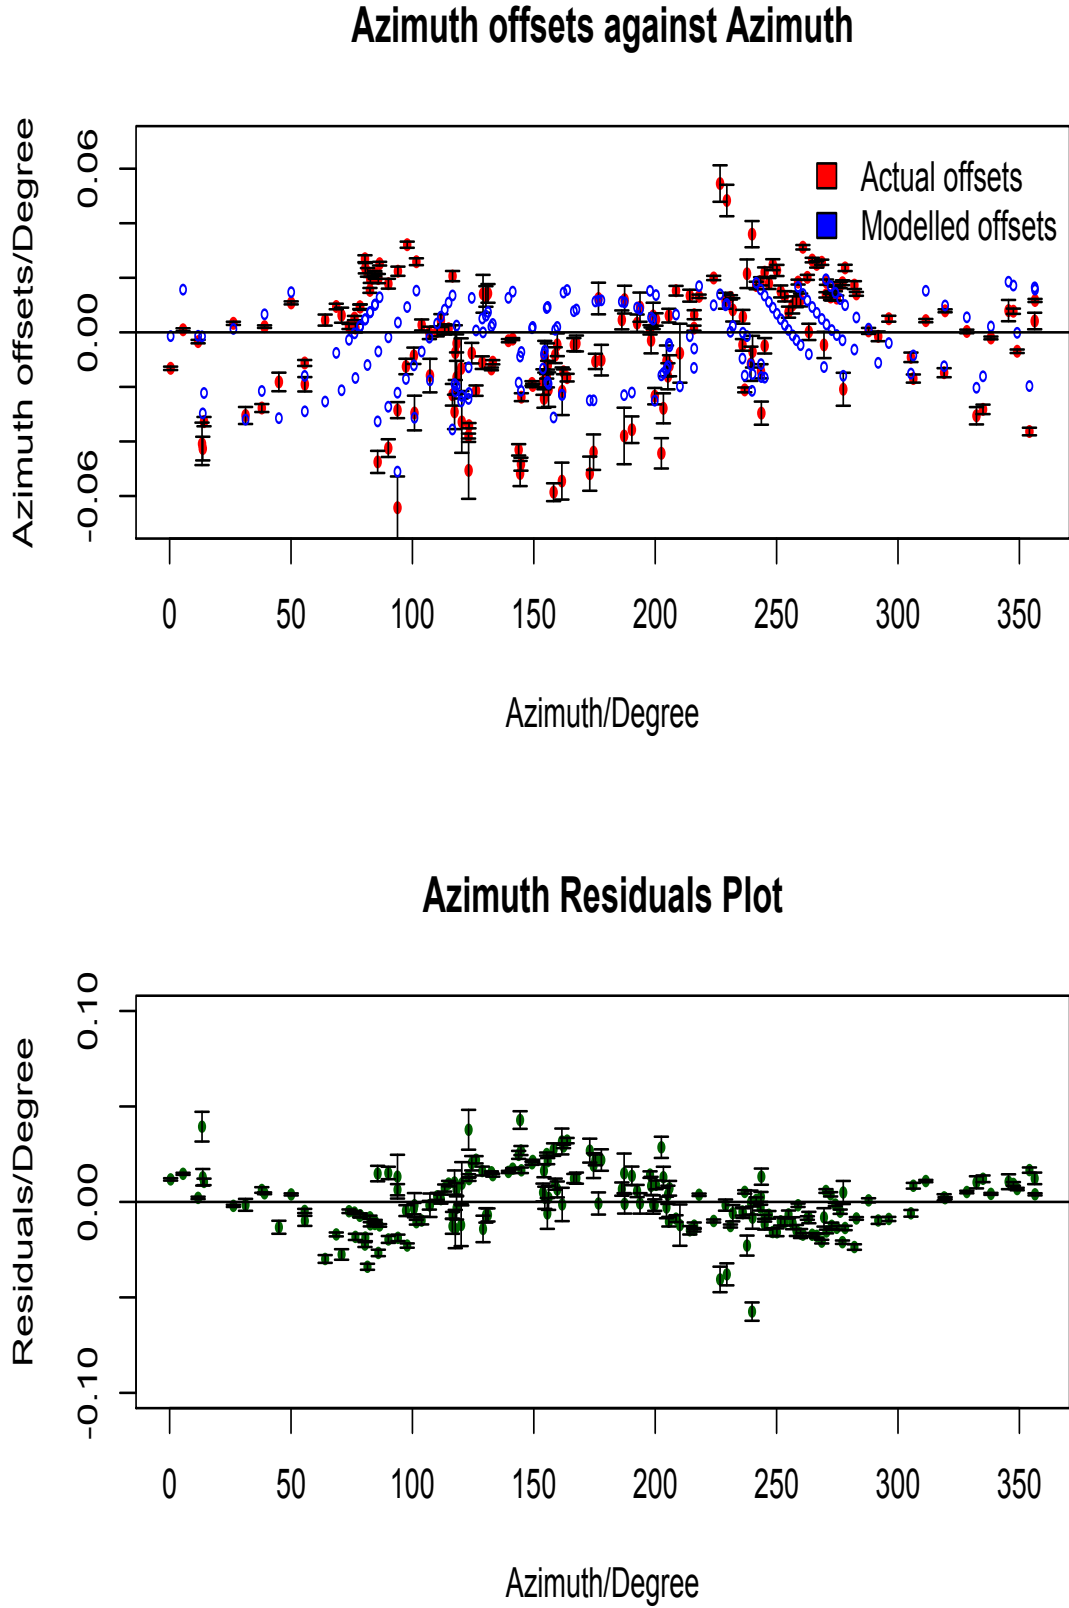 Azimuth offsets against Azimuth
Azimuth offsets/Degree
0.06
0.00
-0.06
Actual offsets
Modelled offsets
0 50 100 150 200 250 300 350
Azimuth/Degree
Azimuth Residuals Plot
Residuals/Degree
0.10
0.00
-0.10
0 50 100 150 200 250 300 350
Azimuth/Degree